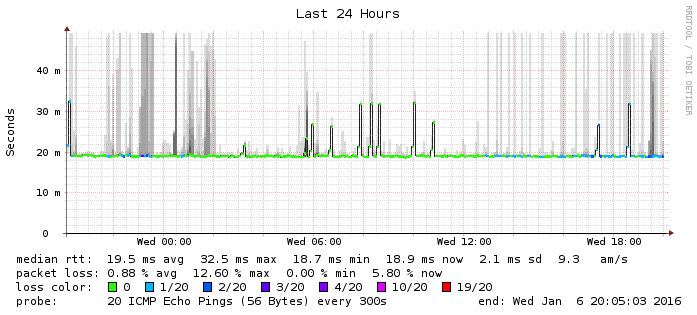 Last 24 Hours
RRDTOOL / TOBI OETIKER
Seconds
40 m
30 m
20 m
10 m
0
Wed 00:00 Wed 06:00 Wed 12:00 Wed 18:00
median rtt: 19.5 ms avg 32.5 ms max 18.7 ms min 18.9 ms now 2.1 ms sd 9.3 am/s
packet loss: 0.88 % avg 12.60 % max 0.00 % min 5.80 % now
loss color: 0 1/20 2/20 3/20 4/20 10/20 19/20
probe: 20 ICMP Echo Pings (56 Bytes) every 300s end: Wed Jan 6 20:05:03 2016